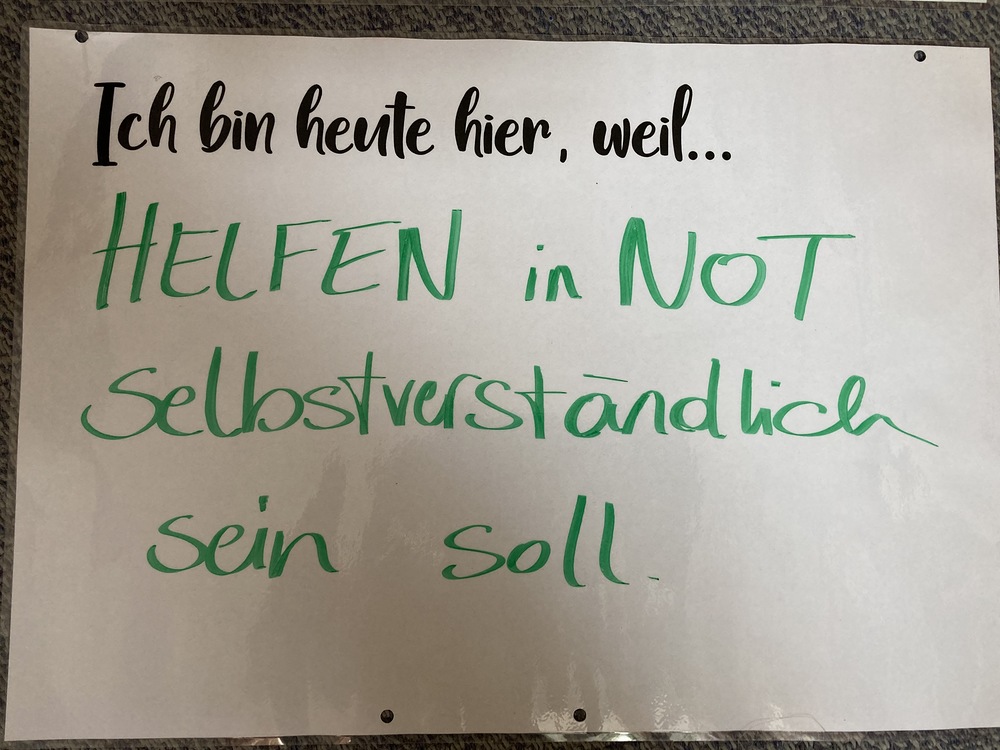 Ich bin heute hier, weil...
HELFEN in NOT
selbstverständlich
sein soll.